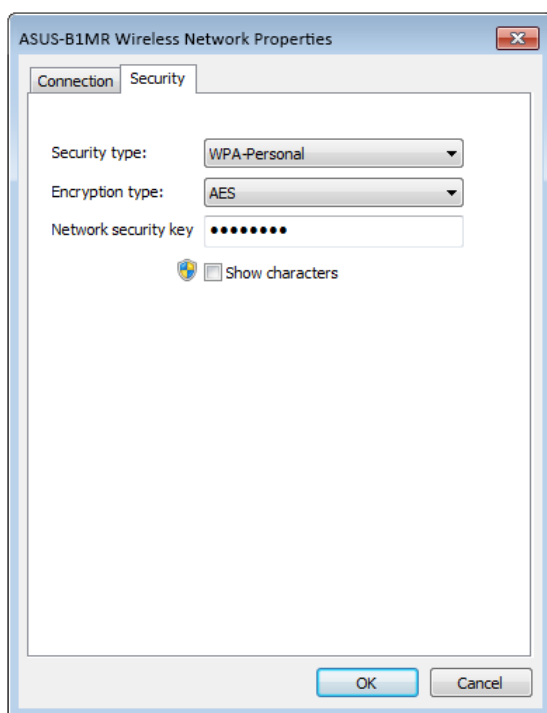 ASUS-B1MR Wireless Network Properties
Connection Security
Security type: WPA-Personal
Encryption type: AES
Network security key ••••••••
Show characters
OK Cancel